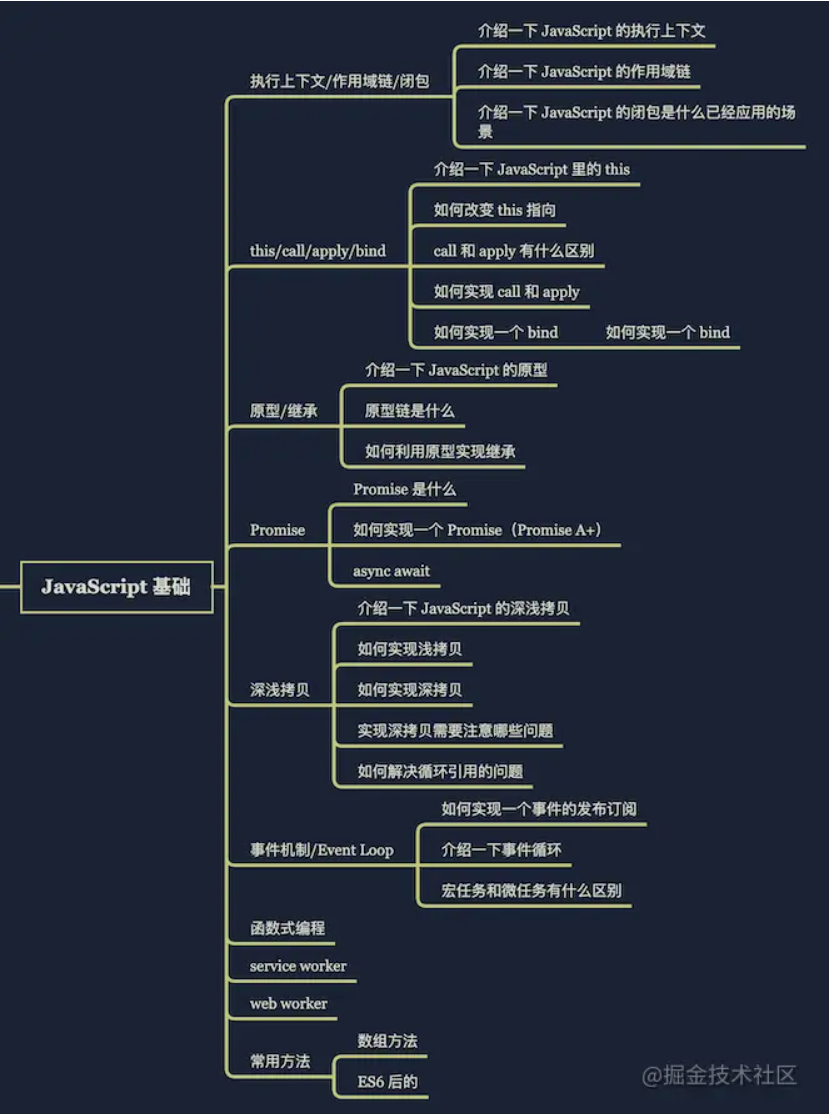 介绍一下 JavaScript 的执行上下文
执行上下文/作用域链/闭包
介绍一下 JavaScript 的作用域链
介绍一下 JavaScript 的闭包是什么已经应用的场
景
介绍一下 JavaScript 里的 this
如何改变 this 指向
this/call/apply/bind
call 和 apply 有什么区别
如何实现 call 和 apply
如何实现一个 bind 如何实现一个 bind
介绍一下 JavaScript 的原型
原型/继承
原型链是什么
如何利用原型实现继承
Promise 是什么
Promise
如何实现一个 Promise（Promise A+）
async await
JavaScript 基础
介绍一下 JavaScript 的深浅拷贝
如何实现浅拷贝
深浅拷贝
如何实现深拷贝
实现深拷贝需要注意哪些问题
如何解决循环引用的问题
如何实现一个事件的发布订阅
事件机制/Event Loop
介绍一下事件循环
宏任务和微任务有什么区别
函数式编程
service worker
web worker
常用方法
数组方法
ES6 后的
@掘金技术社区